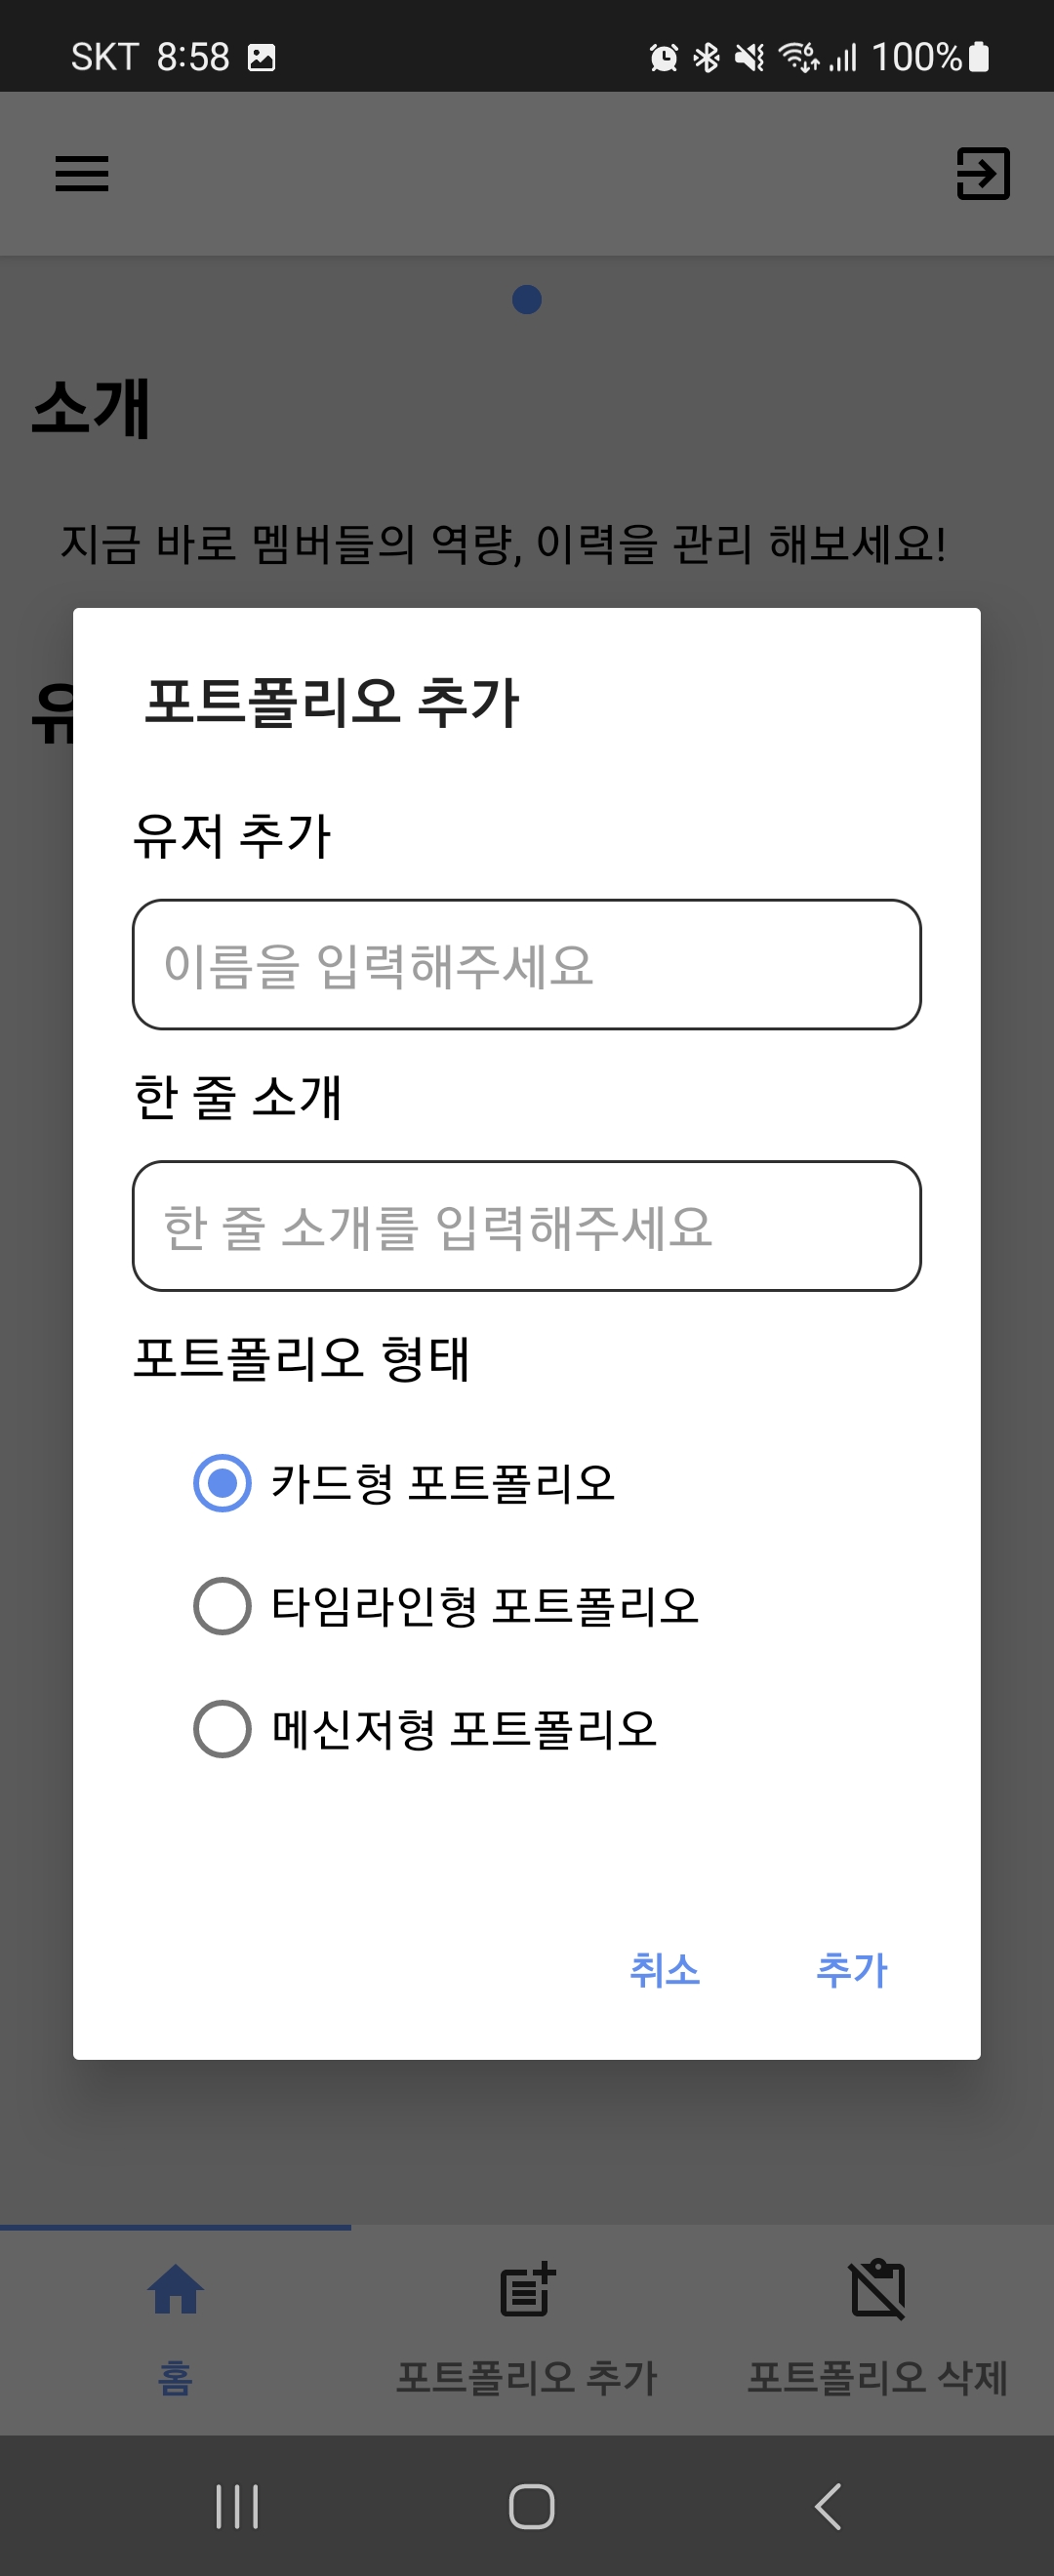 SKT 8:58 100%
소개
지금 바로 멤버들의 역량, 이력을 관리 해보세요!
유
포트폴리오 추가
유저 추가
이름을 입력해주세요
한 줄 소개
한 줄 소개를 입력해주세요
포트폴리오 형태
카드형 포트폴리오
타임라인형 포트폴리오
메신저형 포트폴리오
취소 추가
홈 포트폴리오 추가 포트폴리오 삭제